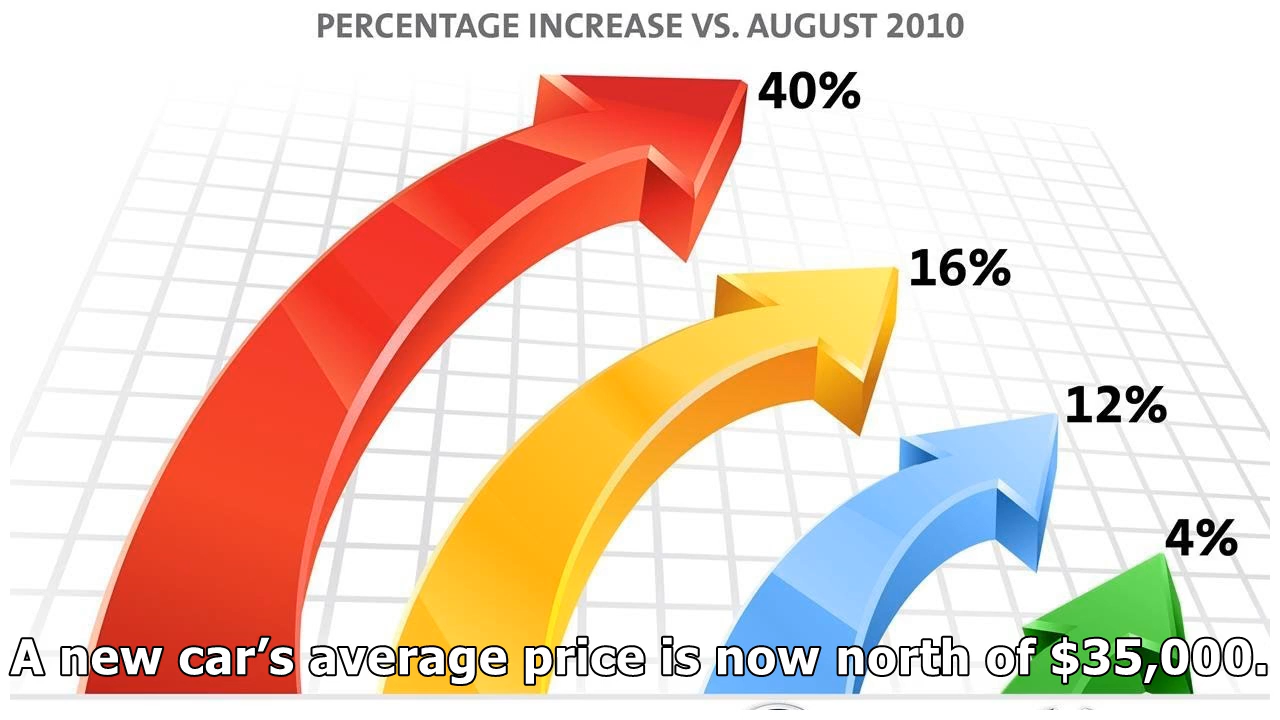 PERCENTAGE INCREASE VS. AUGUST 2010
40%
16%
12%
4%
A new car’s average price is now north of $35,000.